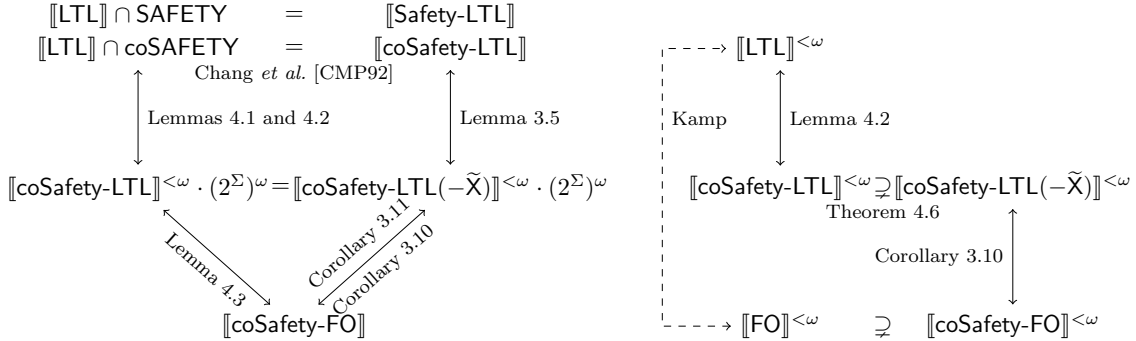 ⟦LTL⟧ ∩ SAFETY = ⟦Safety-LTL⟧
⟦LTL⟧ ∩ coSAFETY = ⟦coSafety-LTL⟧
Chang et al. [CMP92]
Lemmas 4.1 and 4.2
Lemma 3.5
⟦coSafety-LTL⟧^{<ω} · (2^Σ)^ω = ⟦coSafety-LTL(−X̃)⟧^{<ω} · (2^Σ)^ω
Lemma 4.3
Corollary 3.11
Corollary 3.10
⟦coSafety-FO⟧
⟦LTL⟧^{<ω}
Kamp
Lemma 4.2
⟦coSafety-LTL⟧^{<ω} ⊋ ⟦coSafety-LTL(−X̃)⟧^{<ω}
Theorem 4.6
Corollary 3.10
⟦FO⟧^{<ω} ⊋ ⟦coSafety-FO⟧^{<ω}